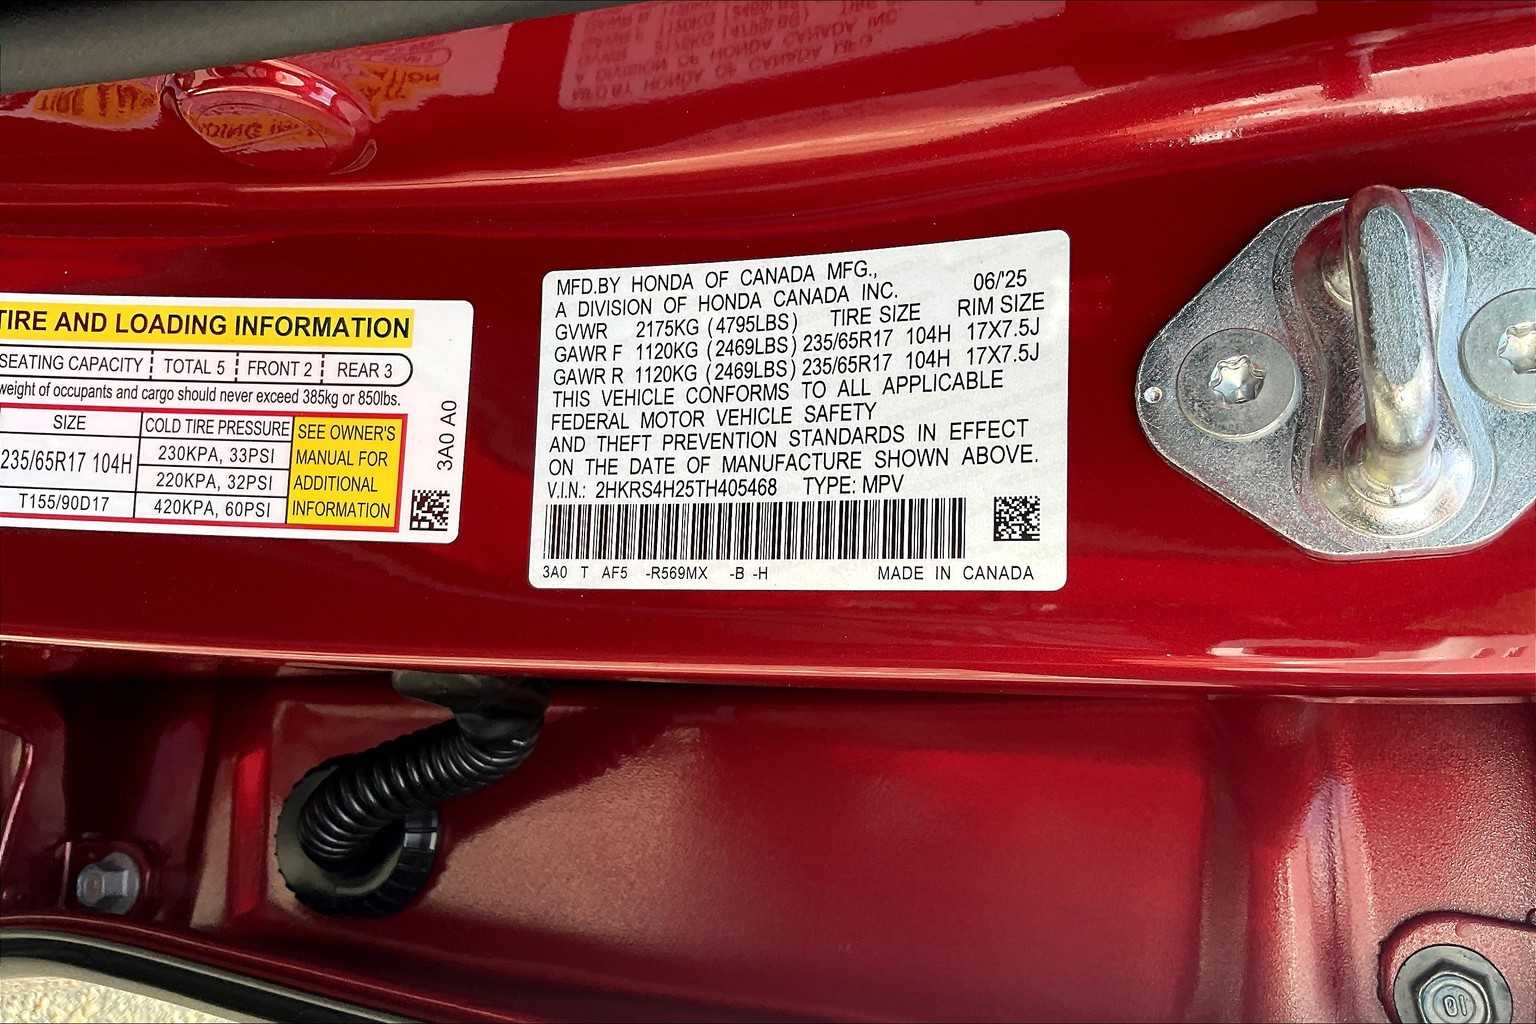 TIRE AND LOADING INFORMATION
SEATING CAPACITY TOTAL 5 FRONT 2 REAR 3
weight of occupants and cargo should never exceed 385kg or 850lbs.
SIZE COLD TIRE PRESSURE
235/65R17 104H 230KPA, 33PSI
220KPA, 32PSI
T155/90D17 420KPA, 60PSI
SEE OWNER'S
MANUAL FOR
ADDITIONAL
INFORMATION
3A0 A0
MFD.BY HONDA OF CANADA MFG., 06/'25
A DIVISION OF HONDA CANADA INC.
GVWR 2175KG (4795LBS) TIRE SIZE RIM SIZE
GAWR F 1120KG (2469LBS) 235/65R17 104H 17X7.5J
GAWR R 1120KG (2469LBS) 235/65R17 104H 17X7.5J
THIS VEHICLE CONFORMS TO ALL APPLICABLE
FEDERAL MOTOR VEHICLE SAFETY
AND THEFT PREVENTION STANDARDS IN EFFECT
ON THE DATE OF MANUFACTURE SHOWN ABOVE.
V.I.N.: 2HKRS4H25TH405468 TYPE: MPV
3A0 T AF5 -R569MX -B -H MADE IN CANADA
10